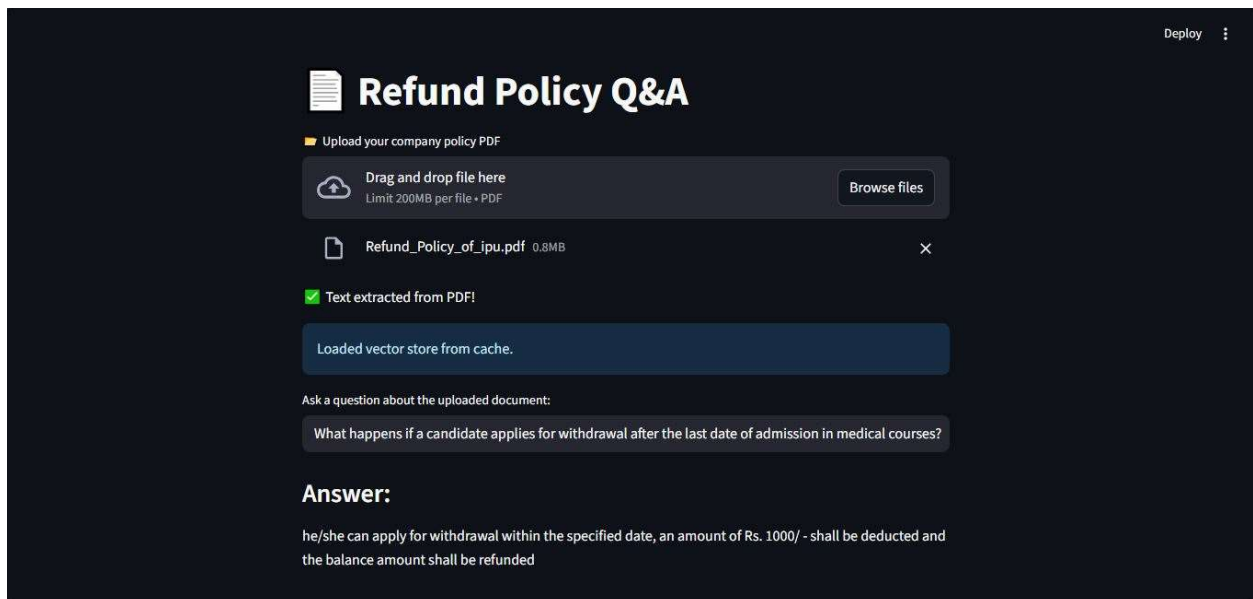 Deploy
Refund Policy Q&A
Upload your company policy PDF
Drag and drop file here
Limit 200MB per file • PDF
Browse files
Refund_Policy_of_ipu.pdf 0.8MB
Text extracted from PDF!
Loaded vector store from cache.
Ask a question about the uploaded document:
What happens if a candidate applies for withdrawal after the last date of admission in medical courses?
Answer:
he/she can apply for withdrawal within the specified date, an amount of Rs. 1000/ - shall be deducted and
the balance amount shall be refunded